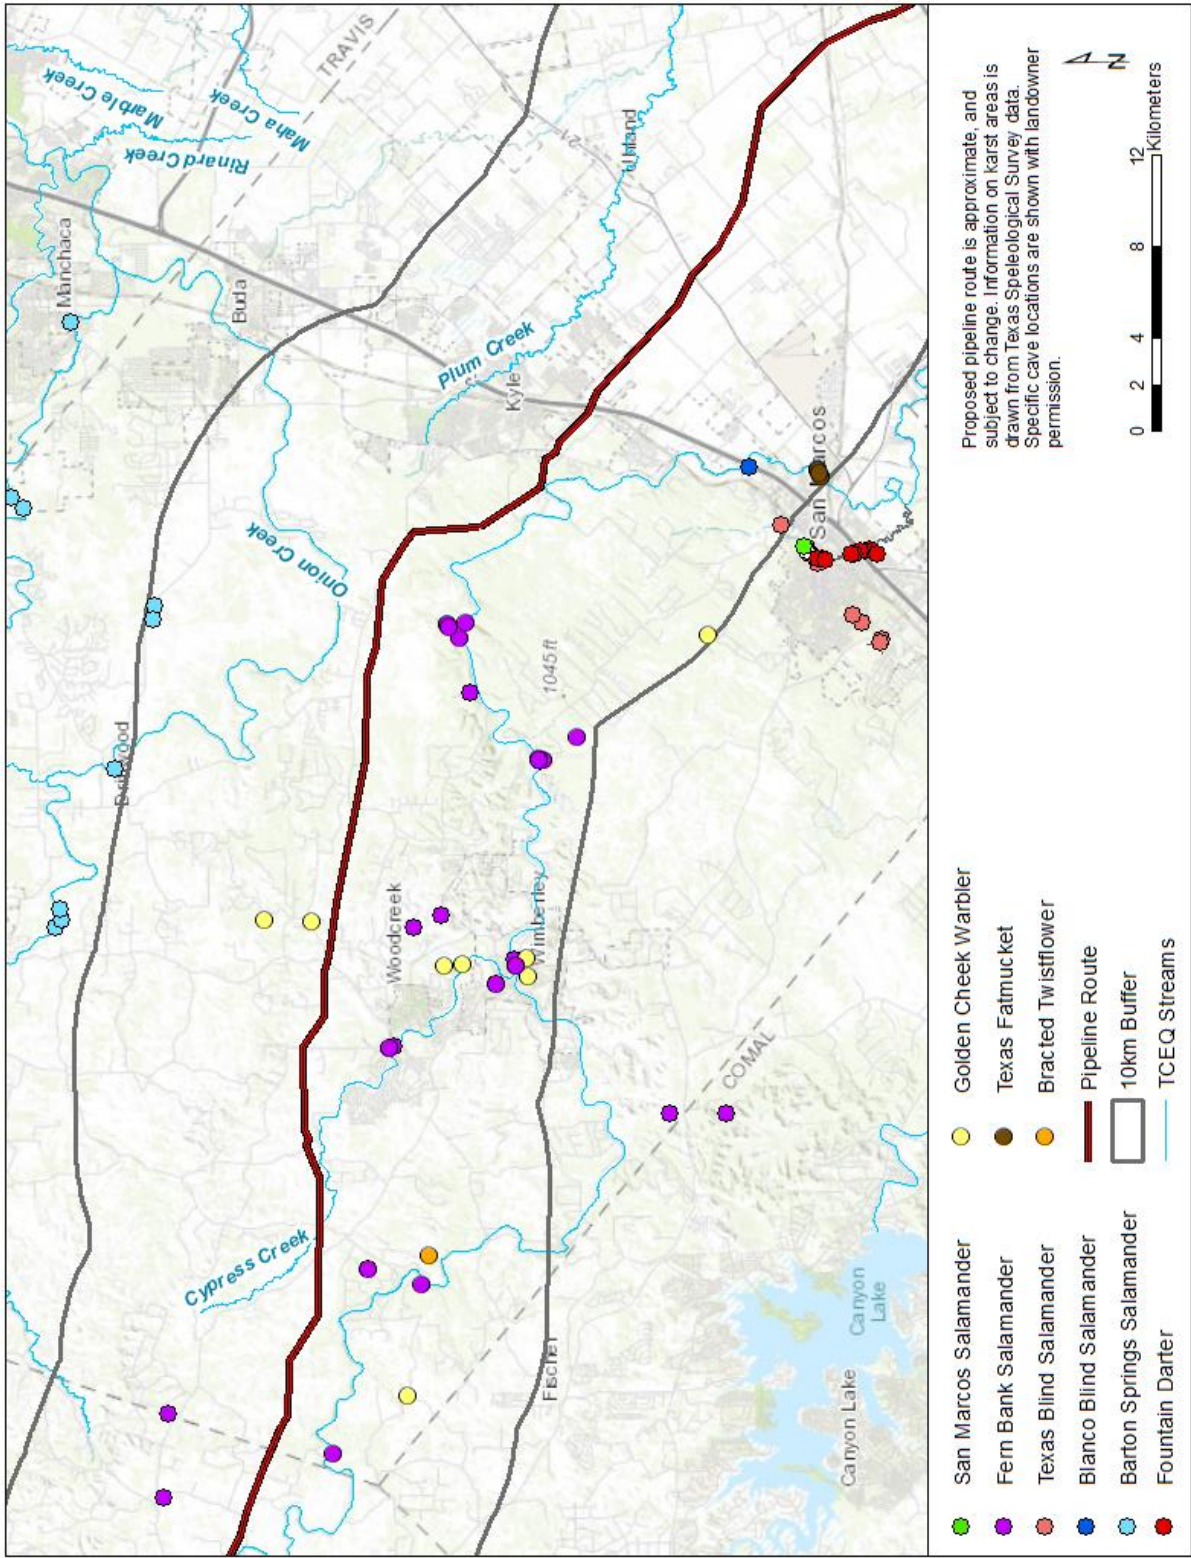 Marble Creek
Maha Creek
Rinard Creek
TRAVIS
Manchaca
Buda
21
Uhland
Plum Creek
Kyle
Onion Creek
San Marcos
Driftwood
1045 ft
Woodcreek
Wimberley
COMAL
Cypress Creek
Fischer
Canyon
Lake
Canyon Lake
San Marcos Salamander
Fern Bank Salamander
Texas Blind Salamander
Blanco Blind Salamander
Barton Springs Salamander
Fountain Darter
Golden Cheek Warbler
Texas Fatmucket
Bracted Twistflower
Pipeline Route
10km Buffer
TCEQ Streams
Proposed pipeline route is approximate, and
subject to change. Information on karst areas is
drawn from Texas Speleological Survey data.
Specific cave locations are shown with landowner
permission.
N
0 2 4 8 12
Kilometers